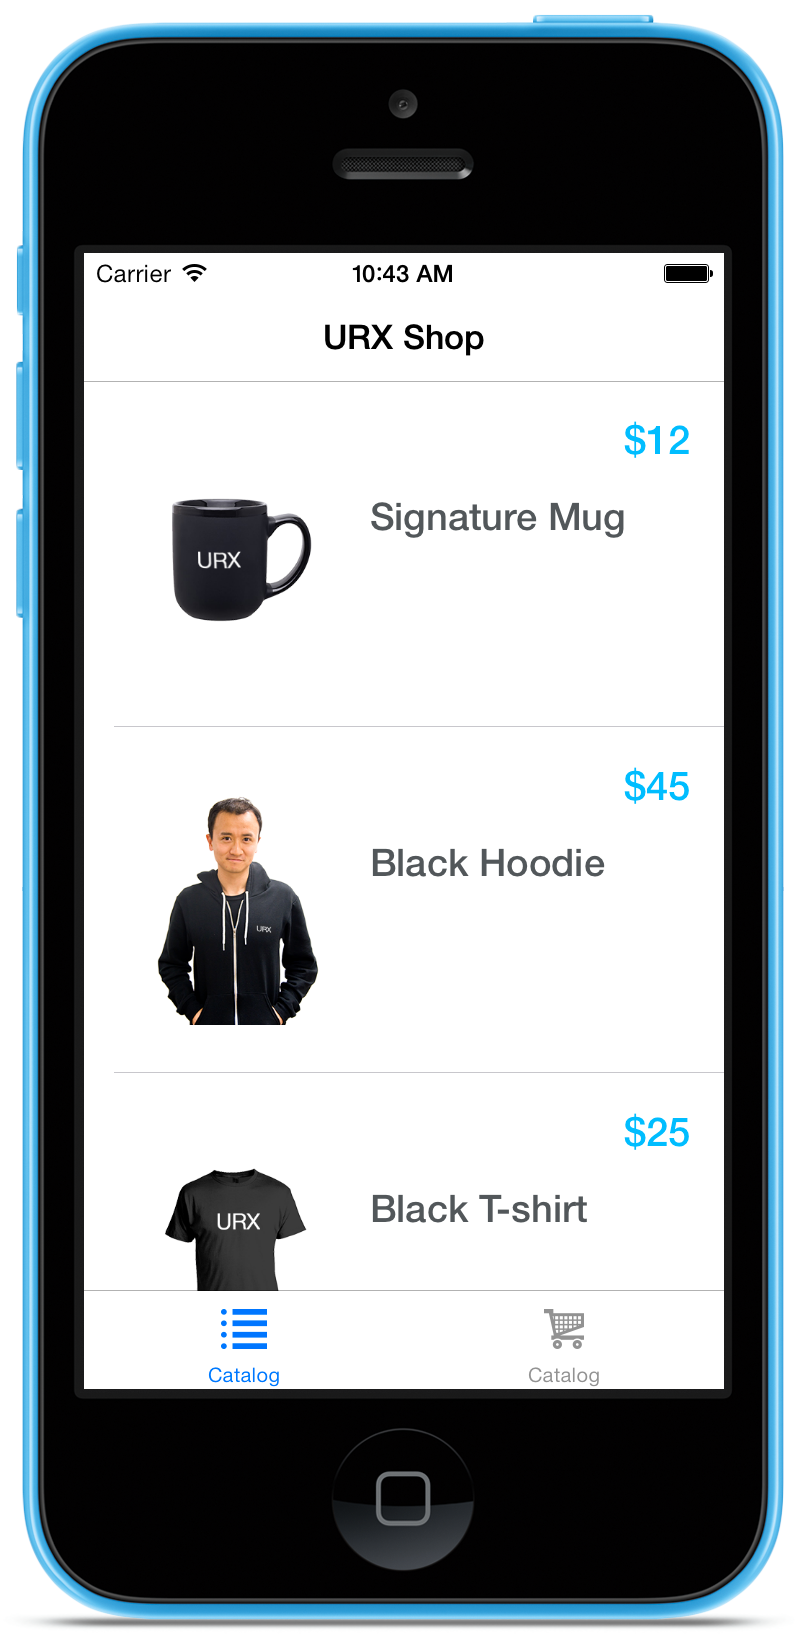 Carrier 10:43 AM
URX Shop
$12
Signature Mug
URX
$45
Black Hoodie
URX
$25
Black T-shirt
URX
Catalog
Catalog